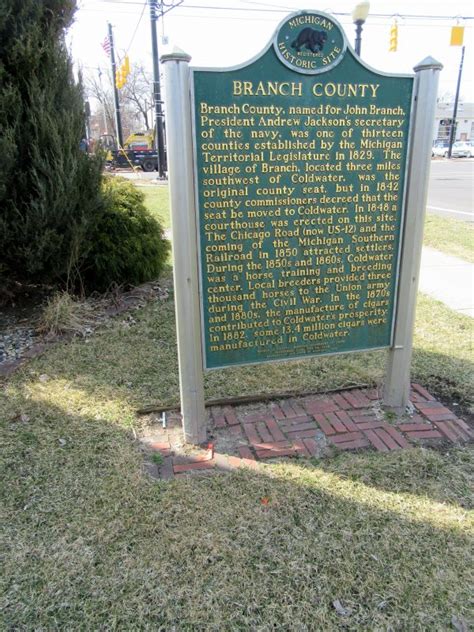 MICHIGAN
REGISTERED
HISTORIC SITE
BRANCH COUNTY
Branch County, named for John Branch,
President Andrew Jackson's secretary
of the navy, was one of thirteen
counties established by the Michigan
Territorial Legislature in 1829. The
village of Branch, located three miles
southwest of Coldwater, was the
original county seat, but in 1842
county commissioners decreed that the
seat be moved to Coldwater. In 1848 a
courthouse was erected on this site.
The Chicago Road (now US-12) and the
coming of the Michigan Southern
Railroad in 1850 attracted settlers.
During the 1850s and 1860s, Coldwater
was a horse training and breeding
center. Local breeders provided three
thousand horses to the Union army
during the Civil War. In the 1870s
and 1880s, the manufacture of cigars
contributed to Coldwater's prosperity.
In 1882, some 13.4 million cigars were
manufactured in Coldwater.